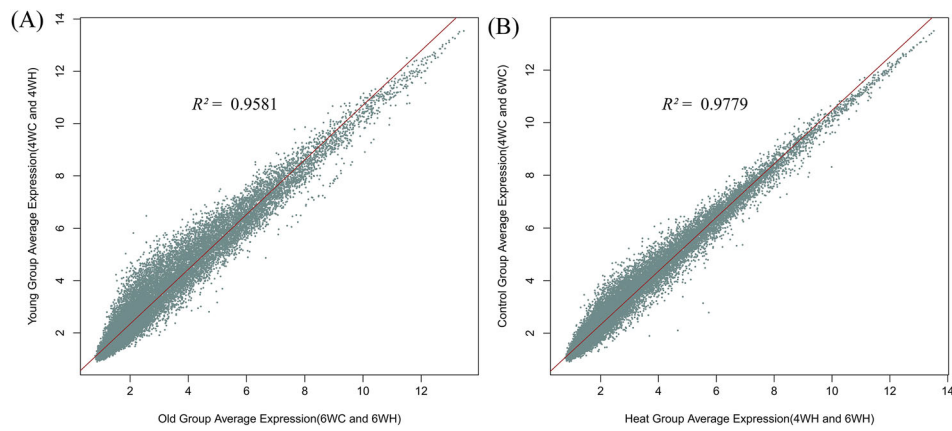 (A)
Young Group Average Expression(4WC and 4WH)
14
12
10
8
6
4
2
R² = 0.9581
2 4 6 8 10 12
Old Group Average Expression(6WC and 6WH)
(B)
Control Group Average Expression(4WC and 6WC)
12
10
8
6
4
2
R² = 0.9779
2 4 6 8 10 12 14
Heat Group Average Expression(4WH and 6WH)